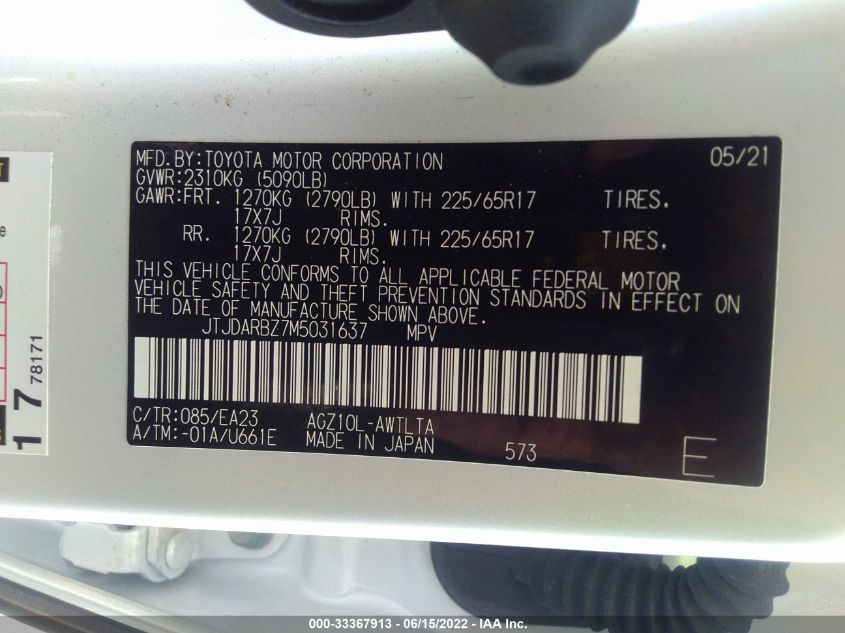 MFD.BY:TOYOTA MOTOR CORPORATION 05/21
GVWR:2310KG (5090LB)
GAWR:FRT. 1270KG (2790LB) WITH 225/65R17 TIRES.
17X7J RIMS.
RR. 1270KG (2790LB) WITH 225/65R17 TIRES.
17X7J RIMS.
THIS VEHICLE CONFORMS TO ALL APPLICABLE FEDERAL MOTOR
VEHICLE SAFETY AND THEFT PREVENTION STANDARDS IN EFFECT ON
THE DATE OF MANUFACTURE SHOWN ABOVE.
JTJDARBZ7M5031637 MPV
C/TR:085/EA23 AGZ10L-AWTLTA
A/TM:-01A/U661E MADE IN JAPAN 573 E
17 78171
000-33367913 - 06/15/2022 - IAA Inc.